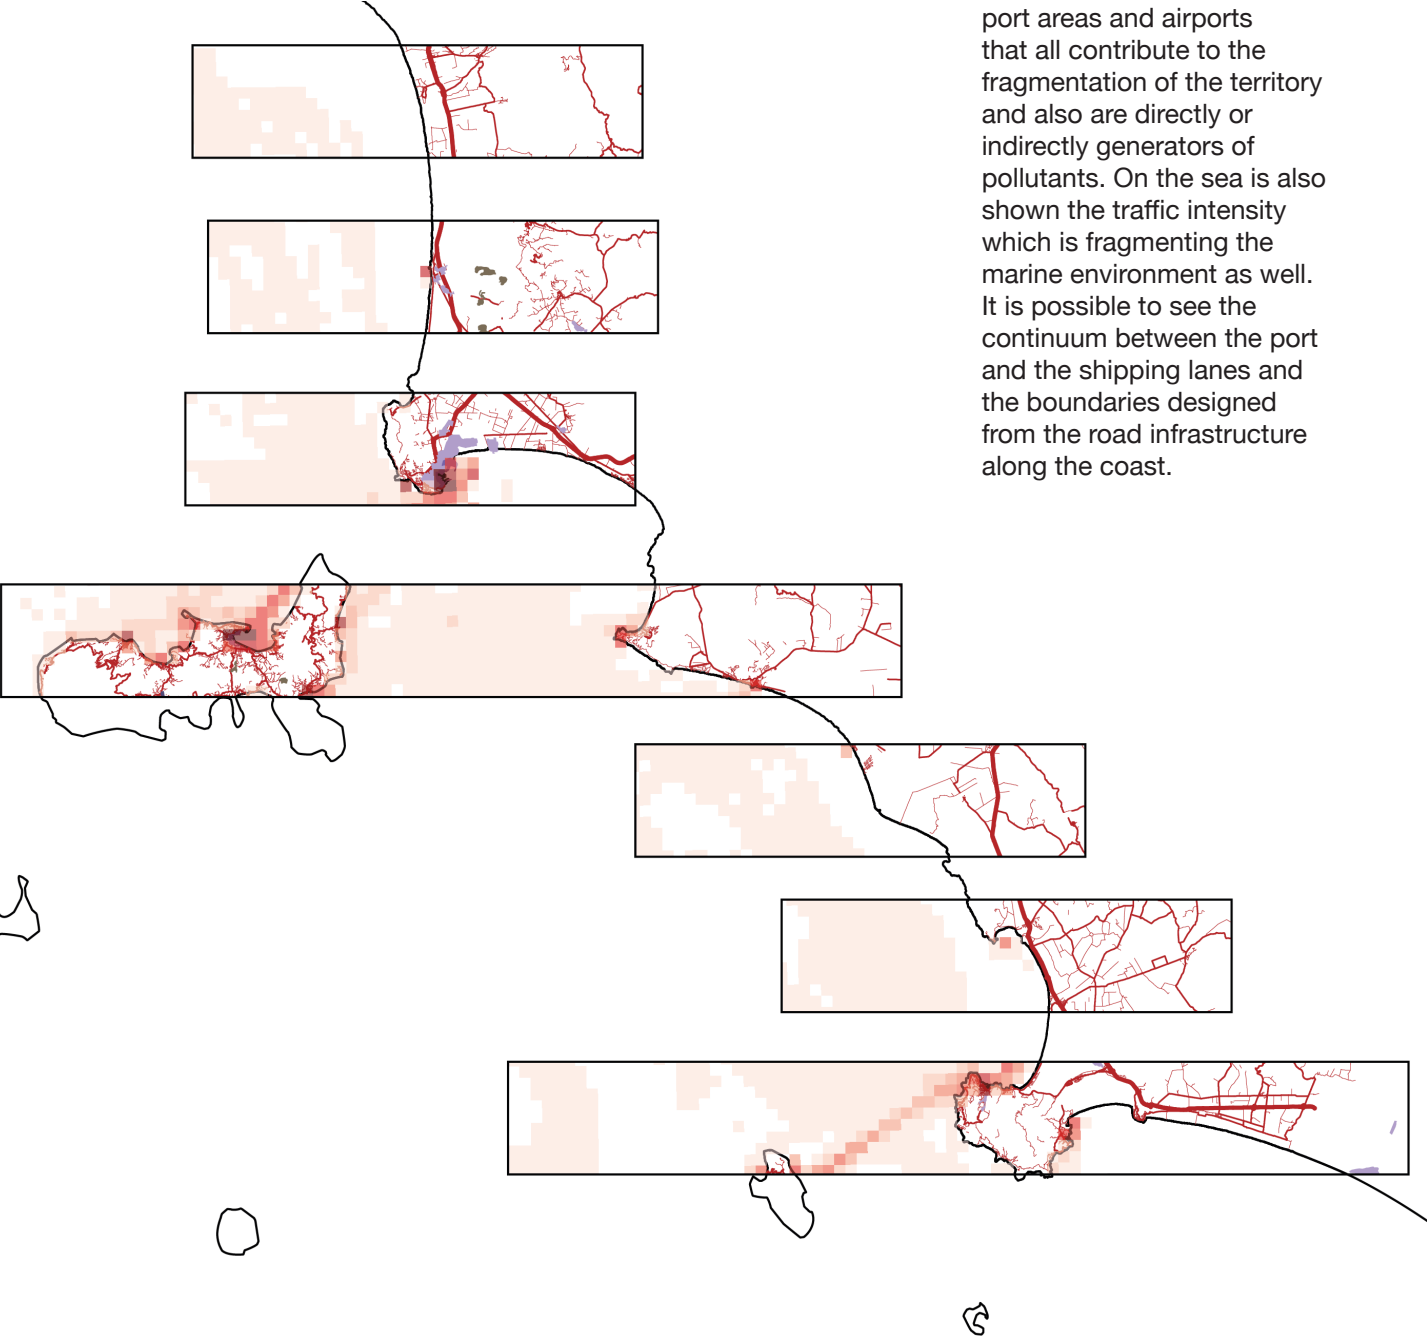 port areas and airports
that all contribute to the
fragmentation of the territory
and also are directly or
indirectly generators of
pollutants. On the sea is also
shown the traffic intensity
which is fragmenting the
marine environment as well.
It is possible to see the
continuum between the port
and the shipping lanes and
the boundaries designed
from the road infrastructure
along the coast.